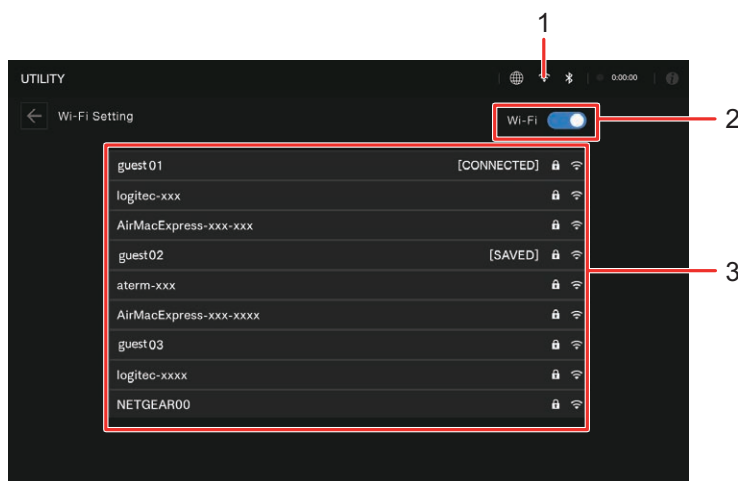 1
UTILITY 0:00:00
Wi-Fi Setting Wi-Fi
2
guest 01 [CONNECTED]
logitec-xxx
AirMacExpress-xxx-xxx
guest02 [SAVED]
3
aterm-xxx
AirMacExpress-xxx-xxxx
guest 03
logitec-xxxx
NETGEAR00